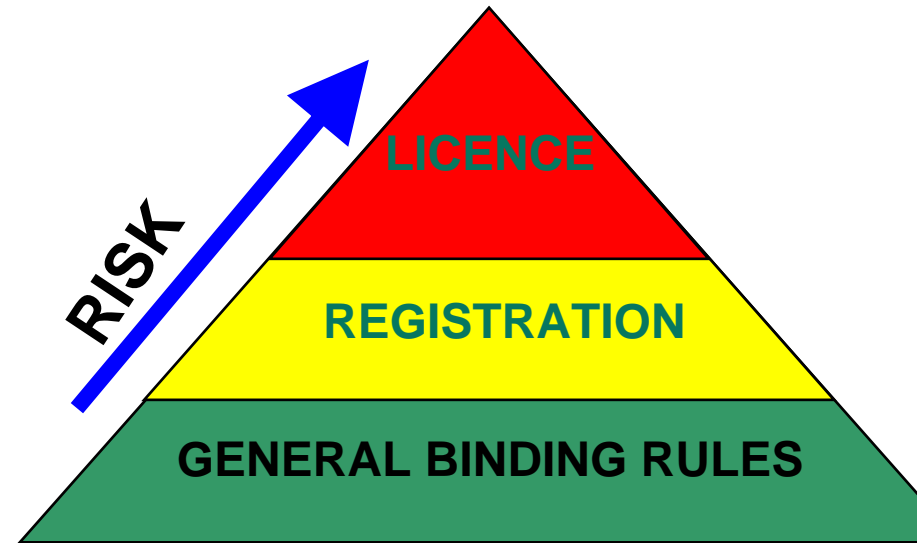 RISK
LICENCE
REGISTRATION
GENERAL BINDING RULES